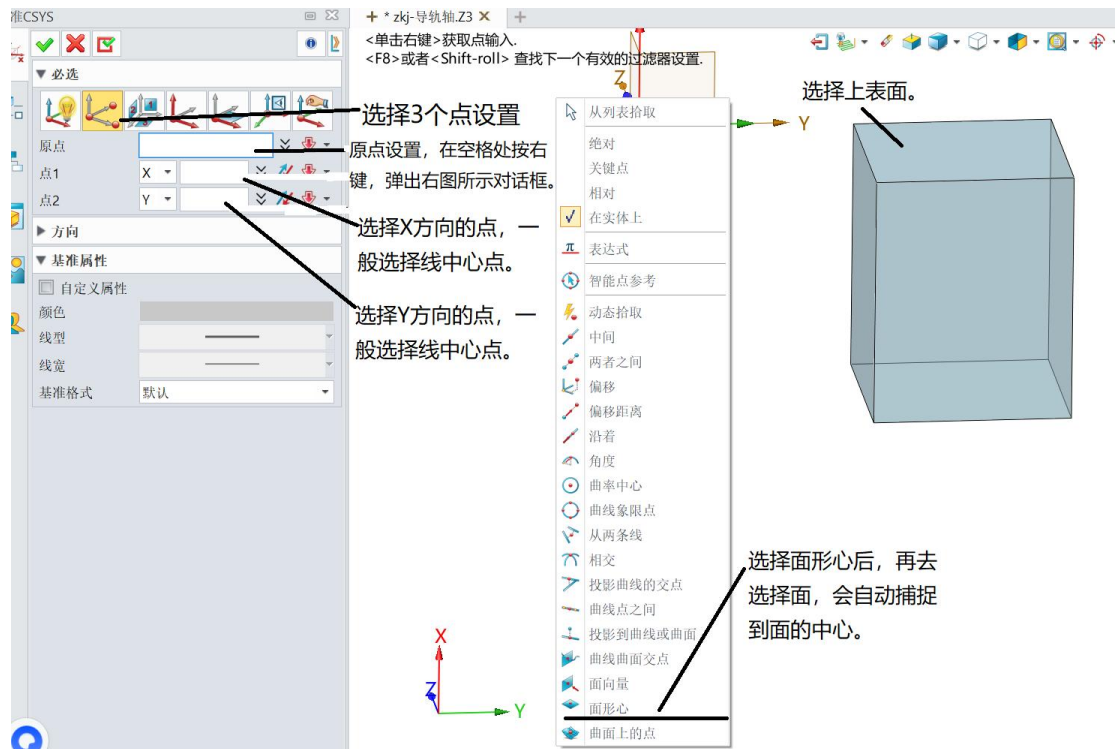 准CSYS
* zkj-导轨轴.Z3
<单击右键>获取点输入.
<F8>或者<Shift-roll> 查找下一个有效的过滤器设置.
必选
原点
点1
X
点2
Y
方向
基准属性
自定义属性
颜色
线型
线宽
基准格式
默认
选择3个点设置
原点设置，在空格处按右
键，弹出右图所示对话框。
选择X方向的点，一
般选择线中心点。
选择Y方向的点，一
般选择线中心点。
Z
Y
从列表拾取
绝对
关键点
相对
在实体上
表达式
智能点参考
动态拾取
中间
两者之间
偏移
偏移距离
沿着
角度
曲率中心
曲线象限点
从两条线
相交
投影曲线的交点
曲线点之间
投影到曲线或曲面
曲线曲面交点
面向量
面形心
曲面上的点
选择上表面。
选择面形心后，再去
选择面，会自动捕捉
到面的中心。
X
Z
Y